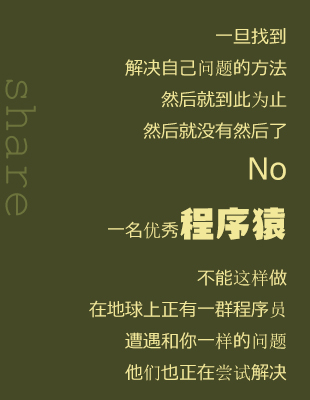 share
一旦找到
解决自己问题的方法
然后就到此为止
然后就没有然后了
No
一名优秀程序猿
不能这样做
在地球上正有一群程序员
遭遇和你一样的问题
他们也正在尝试解决